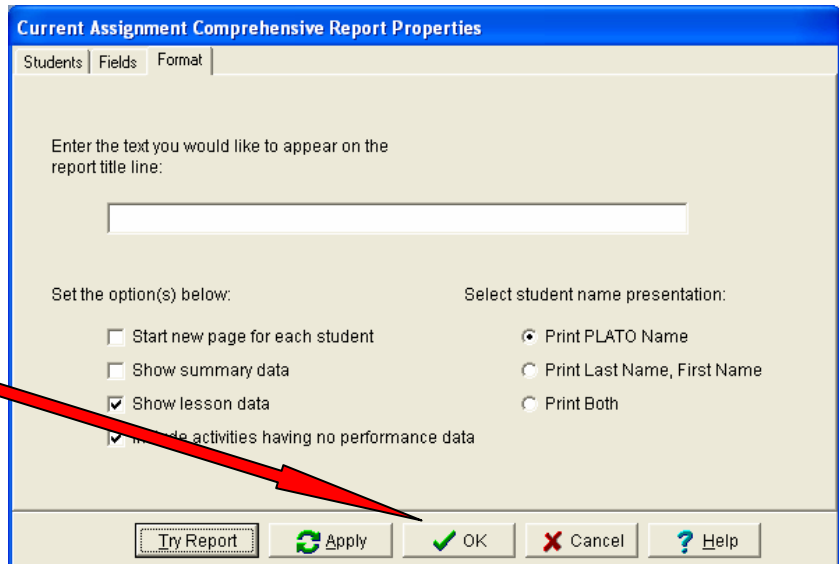 Current Assignment Comprehensive Report Properties
Students Fields Format
Enter the text you would like to appear on the
report title line:
Set the option(s) below:
Select student name presentation:
Start new page for each student
Print PLATO Name
Show summary data
Print Last Name, First Name
Show lesson data
Print Both
Include activities having no performance data
Try Report Apply OK Cancel Help